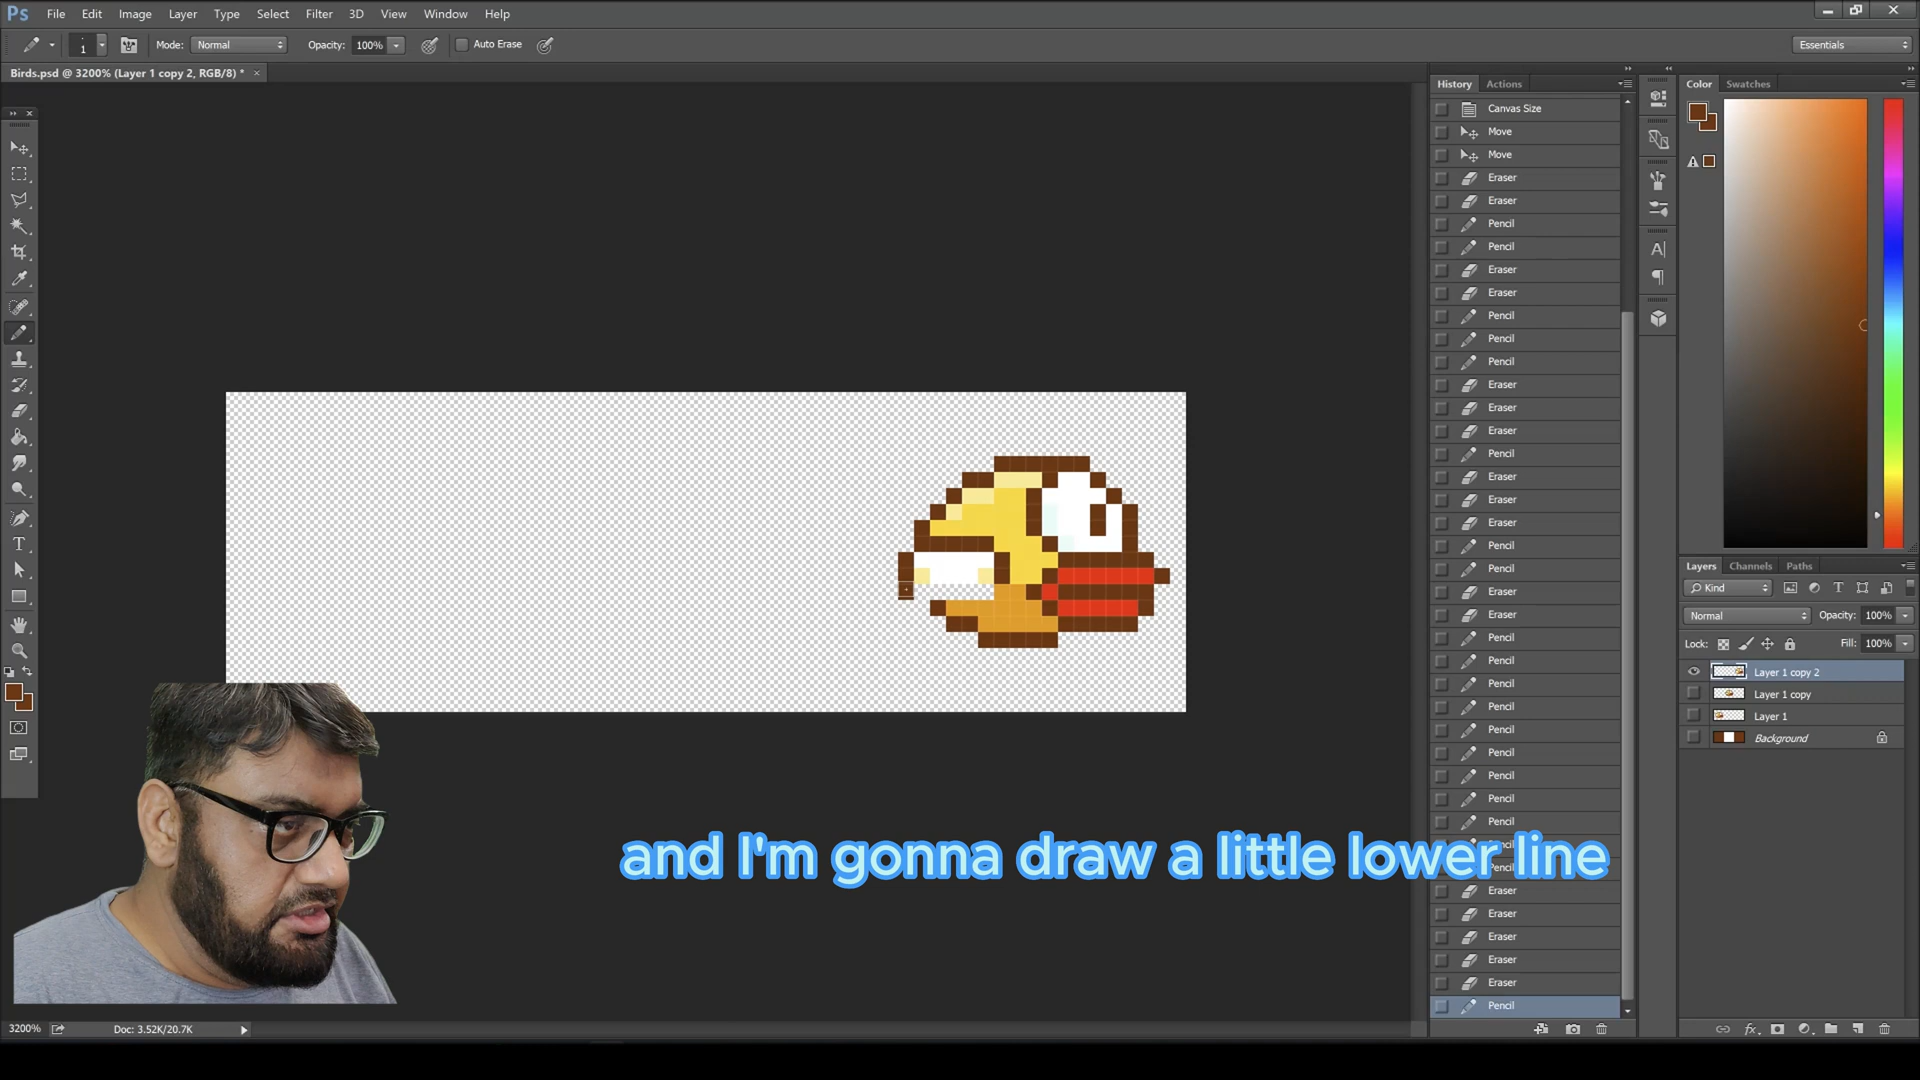 Ps File Edit Image Layer Type Select Filter 3D View Window Help
1 Mode: Normal Opacity: 100% Auto Erase Essentials
Birds.psd @ 3200% (Layer 1 copy 2, RGB/8) *
History Actions
Canvas Size
Move
Move
Eraser
Eraser
Pencil
Pencil
Eraser
Eraser
Pencil
Pencil
Pencil
Eraser
Eraser
Eraser
Pencil
Eraser
Eraser
Eraser
Pencil
Pencil
Eraser
Eraser
Pencil
Pencil
Pencil
Pencil
Pencil
Pencil
Pencil
Pencil
Pencil
Eraser
Eraser
Eraser
Eraser
Eraser
Pencil
Color Swatches
Layers Channels Paths
Kind
Normal Opacity: 100%
Lock: Fill: 100%
Layer 1 copy 2
Layer 1 copy
Layer 1
Background
and I'm gonna draw a little lower line
3200% Doc: 3.52K/20.7K